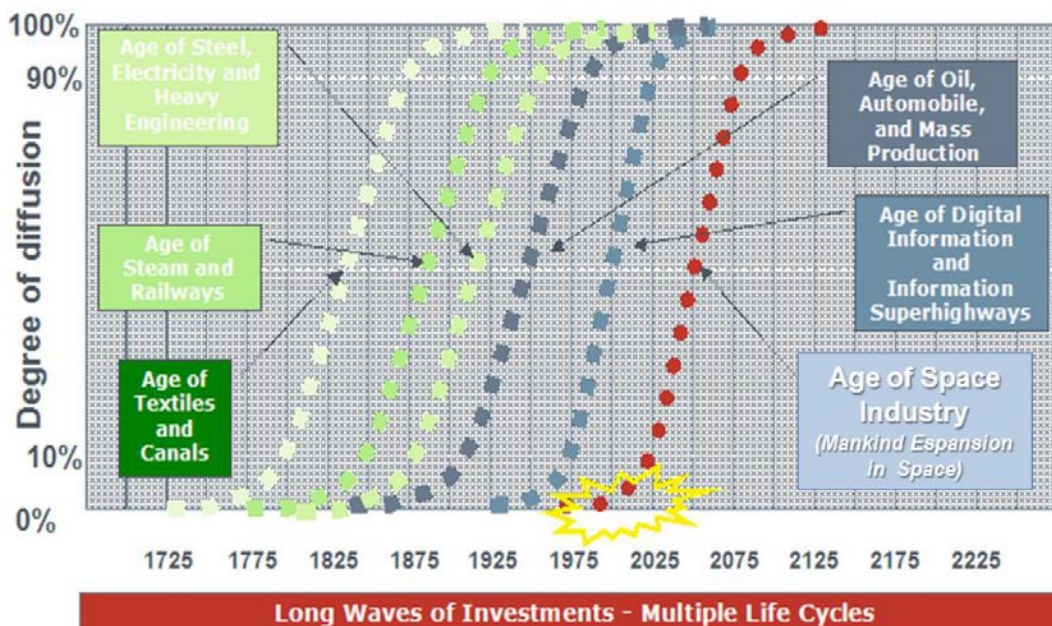 100%
90%
10%
0%
Degree of diffusion
Age of Steel,
Electricity and
Heavy
Engineering
Age of Oil,
Automobile,
and Mass
Production
Age of
Steam and
Railways
Age of Digital
Information
and
Information
Superhighways
Age of
Textiles
and
Canals
Age of Space
Industry
(Mankind Espansion
in Space)
1725 1775 1825 1875 1925 1975 2025 2075 2125 2175 2225
Long Waves of Investments - Multiple Life Cycles